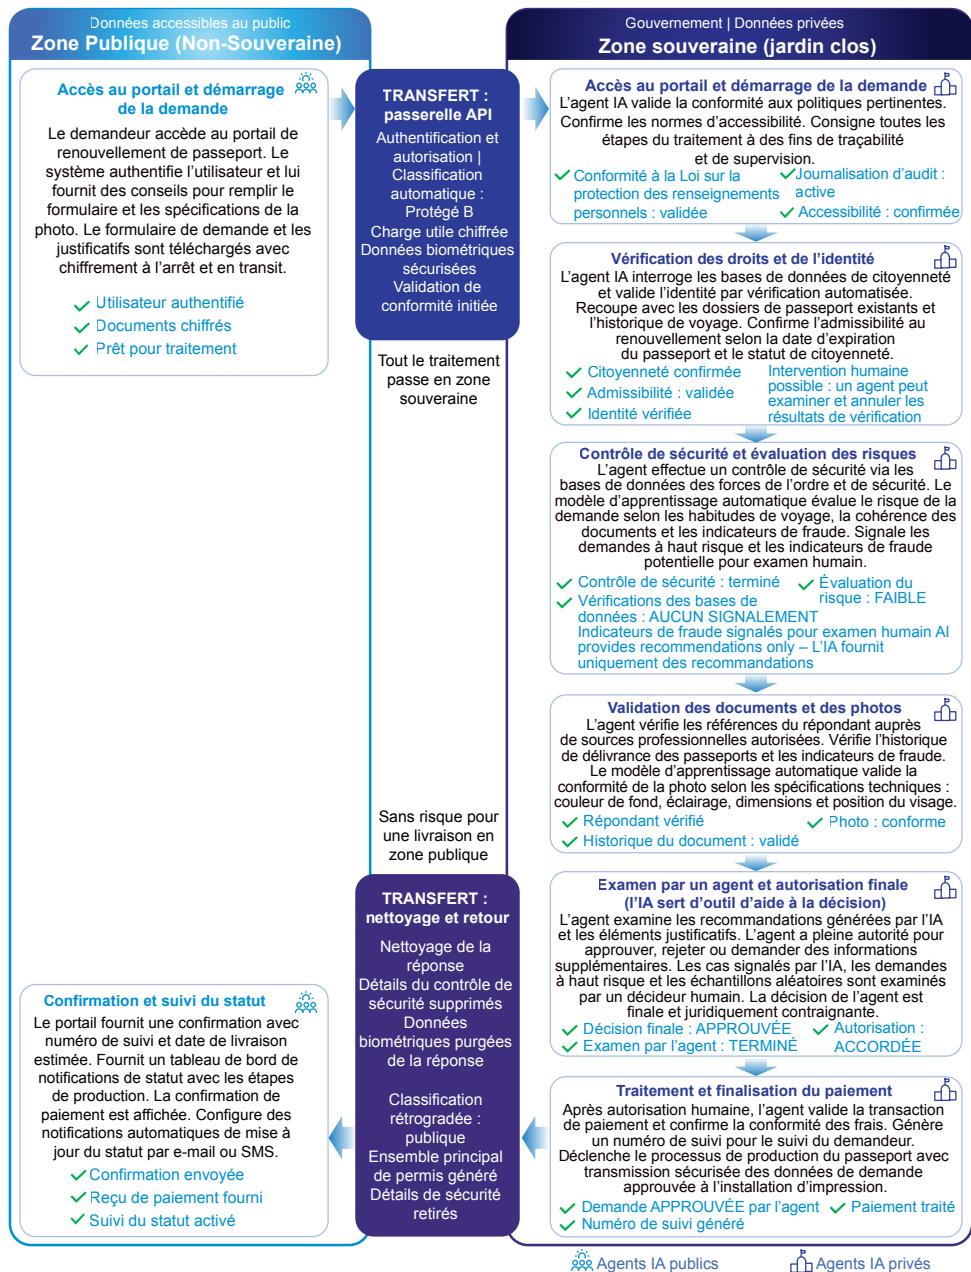 Données accessibles au public
Zone Publique (Non-Souveraine)
Accès au portail et démarrage
de la demande
Le demandeur accède au portail de
renouvellement de passeport. Le
système authentifie l’utilisateur et lui
fournit des conseils pour remplir le
formulaire et les spécifications de la
photo. Le formulaire de demande et les
justificatifs sont téléchargés avec
chiffrement à l’arrêt et en transit.
Utilisateur authentifié
Documents chiffrés
Prêt pour traitement
TRANSFERT :
passerelle API
Authentification et
autorisation |
Classification
automatique :
Protégé B
Charge utile chiffrée
Données biométriques
sécurisées
Validation de
conformité initiée
Tout le traitement
passe en zone
souveraine
Gouvernement | Données privées
Zone souveraine (jardin clos)
Accès au portail et démarrage de la demande
L’agent IA valide la conformité aux politiques pertinentes.
Confirme les normes d’accessibilité. Consigne toutes les
étapes du traitement à des fins de traçabilité
et de supervision.
Conformité à la Loi sur la
protection des renseignements
personnels : validée
Journalisation d’audit :
active
Accessibilité : confirmée
Vérification des droits et de l’identité
L’agent IA interroge les bases de données de citoyenneté
et valide l’identité par vérification automatisée.
Recoupe avec les dossiers de passeport existants et
l’historique de voyage. Confirme l’admissibilité au
renouvellement selon la date d’expiration
du passeport et le statut de citoyenneté.
Citoyenneté confirmée
Admissibilité : validée
Identité vérifiée
Intervention humaine
possible : un agent peut
examiner et annuler les
résultats de vérification
Contrôle de sécurité et évaluation des risques
L’agent effectue un contrôle de sécurité via les
bases de données des forces de l’ordre et de sécurité. Le
modèle d’apprentissage automatique évalue le risque de la
demande selon les habitudes de voyage, la cohérence des
documents et les indicateurs de fraude. Signale les
demandes à haut risque et les indicateurs de fraude
potentielle pour examen humain.
Contrôle de sécurité : terminé
Vérifications des bases de
données : AUCUN SIGNALEMENT
Évaluation du
risque : FAIBLE
Indicateurs de fraude signalés pour examen humain AI
provides recommendations only – L’IA fournit
uniquement des recommandations
Validation des documents et des photos
L’agent vérifie les références du répondant auprès
de sources professionnelles autorisées. Vérifie l’historique
de délivrance des passeports et les indicateurs de fraude.
Le modèle d’apprentissage automatique valide la
conformité de la photo selon les spécifications techniques :
couleur de fond, éclairage, dimensions et position du visage.
Répondant vérifié
Photo : conforme
Historique du document : validé
Examen par un agent et autorisation finale
(l’IA sert d’outil d’aide à la décision)
L’agent examine les recommandations générées par l’IA
et les éléments justificatifs. L’agent a pleine autorité pour
approuver, rejeter ou demander des informations
supplémentaires. Les cas signalés par l’IA, les demandes
à haut risque et les échantillons aléatoires sont examinés
par un décideur humain. La décision de l’agent est
finale et juridiquement contraignante.
Décision finale : APPROUVÉE
Examen par l’agent : TERMINÉ
Autorisation :
ACCORDÉE
Traitement et finalisation du paiement
Après autorisation humaine, l’agent valide la transaction
de paiement et confirme la conformité des frais. Génère
un numéro de suivi pour le suivi du demandeur.
Déclenche le processus de production du passeport avec
transmission sécurisée des données de demande
approuvée à l’installation d’impression.
Demande APPROUVÉE par l’agent
Paiement traité
Numéro de suivi généré
Sans risque pour
une livraison en
zone publique
TRANSFERT :
nettoyage et retour
Nettoyage de la
réponse
Détails du contrôle de
sécurité supprimés
Données
biométriques purgées
de la réponse
Classification
rétrogradée :
publique
Ensemble principal
de permis généré
Détails de sécurité
retirés
Confirmation et suivi du statut
Le portail fournit une confirmation avec
numéro de suivi et date de livraison
estimée. Fournit un tableau de bord de
notifications de statut avec les étapes
de production. La confirmation de
paiement est affichée. Configure des
notifications automatiques de mise à
jour du statut par e-mail ou SMS.
Confirmation envoyée
Reçu de paiement fourni
Suivi du statut activé
Agents IA publics
Agents IA privés